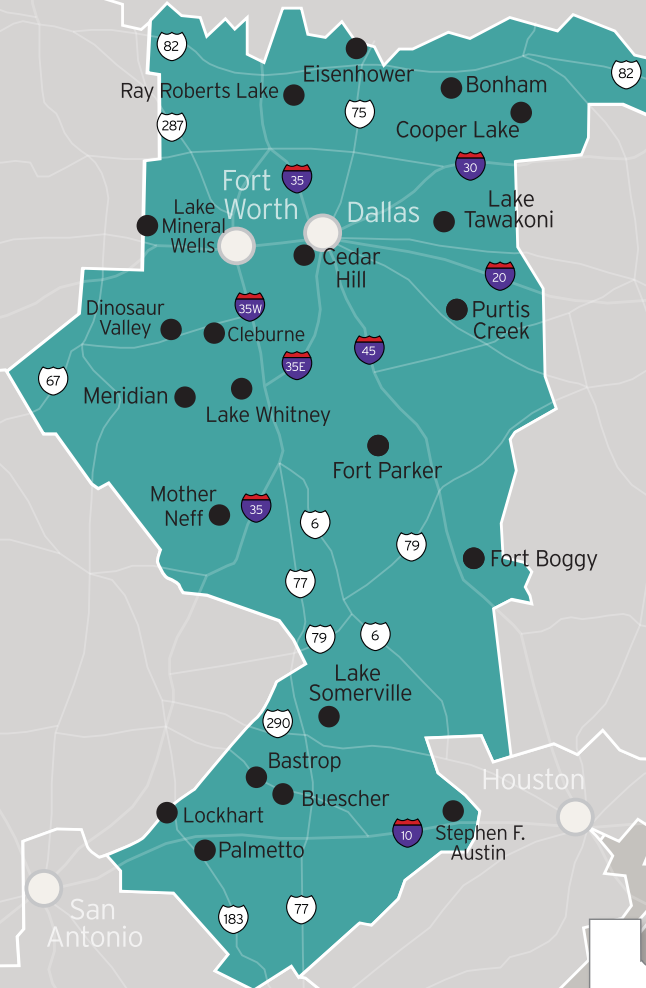 82
82
Eisenhower
Ray Roberts Lake
Bonham
75
287
Cooper Lake
30
35
Fort
Worth
Lake
Mineral
Wells
Dallas
Lake
Tawakoni
Cedar
Hill
20
35W
Dinosaur
Valley
Cleburne
Purtis
Creek
45
35E
67
Meridian
Lake Whitney
Fort Parker
Mother
Neff
35
6
79
Fort Boggy
77
79
6
Lake
Somerville
290
Bastrop
Buescher
Houston
Lockhart
10
Stephen F.
Austin
Palmetto
San
Antonio
183
77